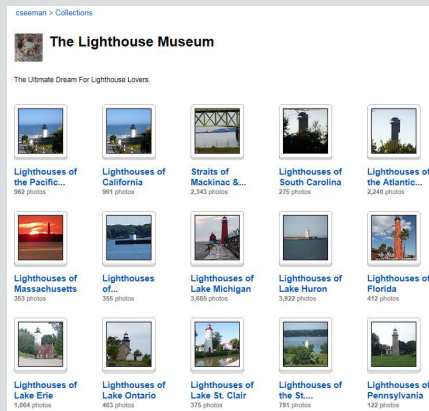 cseeman > Collections
The Lighthouse Museum
The Ultimate Dream For Lighthouse Lovers.
Lighthouses of
the Pacific...
962 photos
Lighthouses of
California
961 photos
Straits of
Mackinac &...
2,343 photos
Lighthouses of
South Carolina
275 photos
Lighthouses of
the Atlantic...
2,240 photos
Lighthouses of
Massachusetts
353 photos
Lighthouses
of...
355 photos
Lighthouses of
Lake Michigan
3,685 photos
Lighthouses of
Lake Huron
3,922 photos
Lighthouses of
Florida
412 photos
Lighthouses of
Lake Erie
1,064 photos
Lighthouses of
Lake Ontario
463 photos
Lighthouses of
Lake St. Clair
375 photos
Lighthouses of
the St....
781 photos
Lighthouses of
Pennsylvania
122 photos